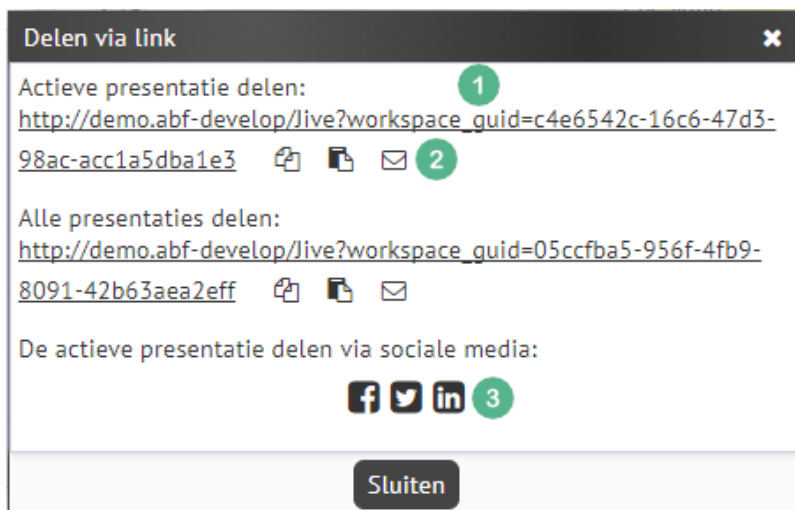 Delen via link
Actieve presentatie delen:
1
http://demo.abf-develop/Jive?workspace_guid=c4e6542c-16c6-47d3-
98ac-acc1a5dba1e3
2
Alle presentaties delen:
http://demo.abf-develop/Jive?workspace_guid=05ccfba5-956f-4fb9-
8091-42b63aea2eff
De actieve presentatie delen via sociale media:
3
Sluiten